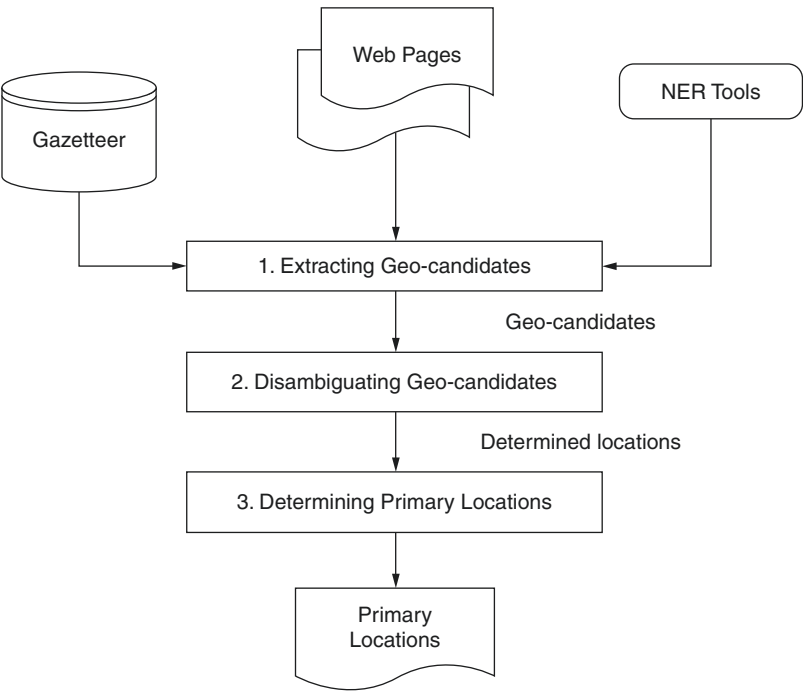 Web Pages
Gazetteer
NER Tools
1. Extracting Geo-candidates
Geo-candidates
2. Disambiguating Geo-candidates
Determined locations
3. Determining Primary Locations
Primary
Locations